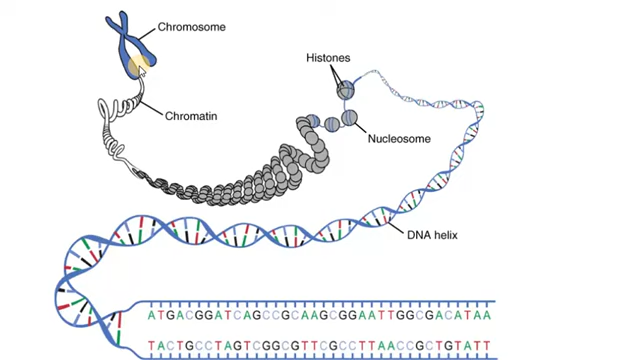 Chromosome
Histones
Chromatin
Nucleosome
DNA helix
ATGACGGATCAGCCGCAAGCGGAATTGGCGACATAA
TACTGCCTAGTCGGCGTTCGCCTTAACCGCTGTATT